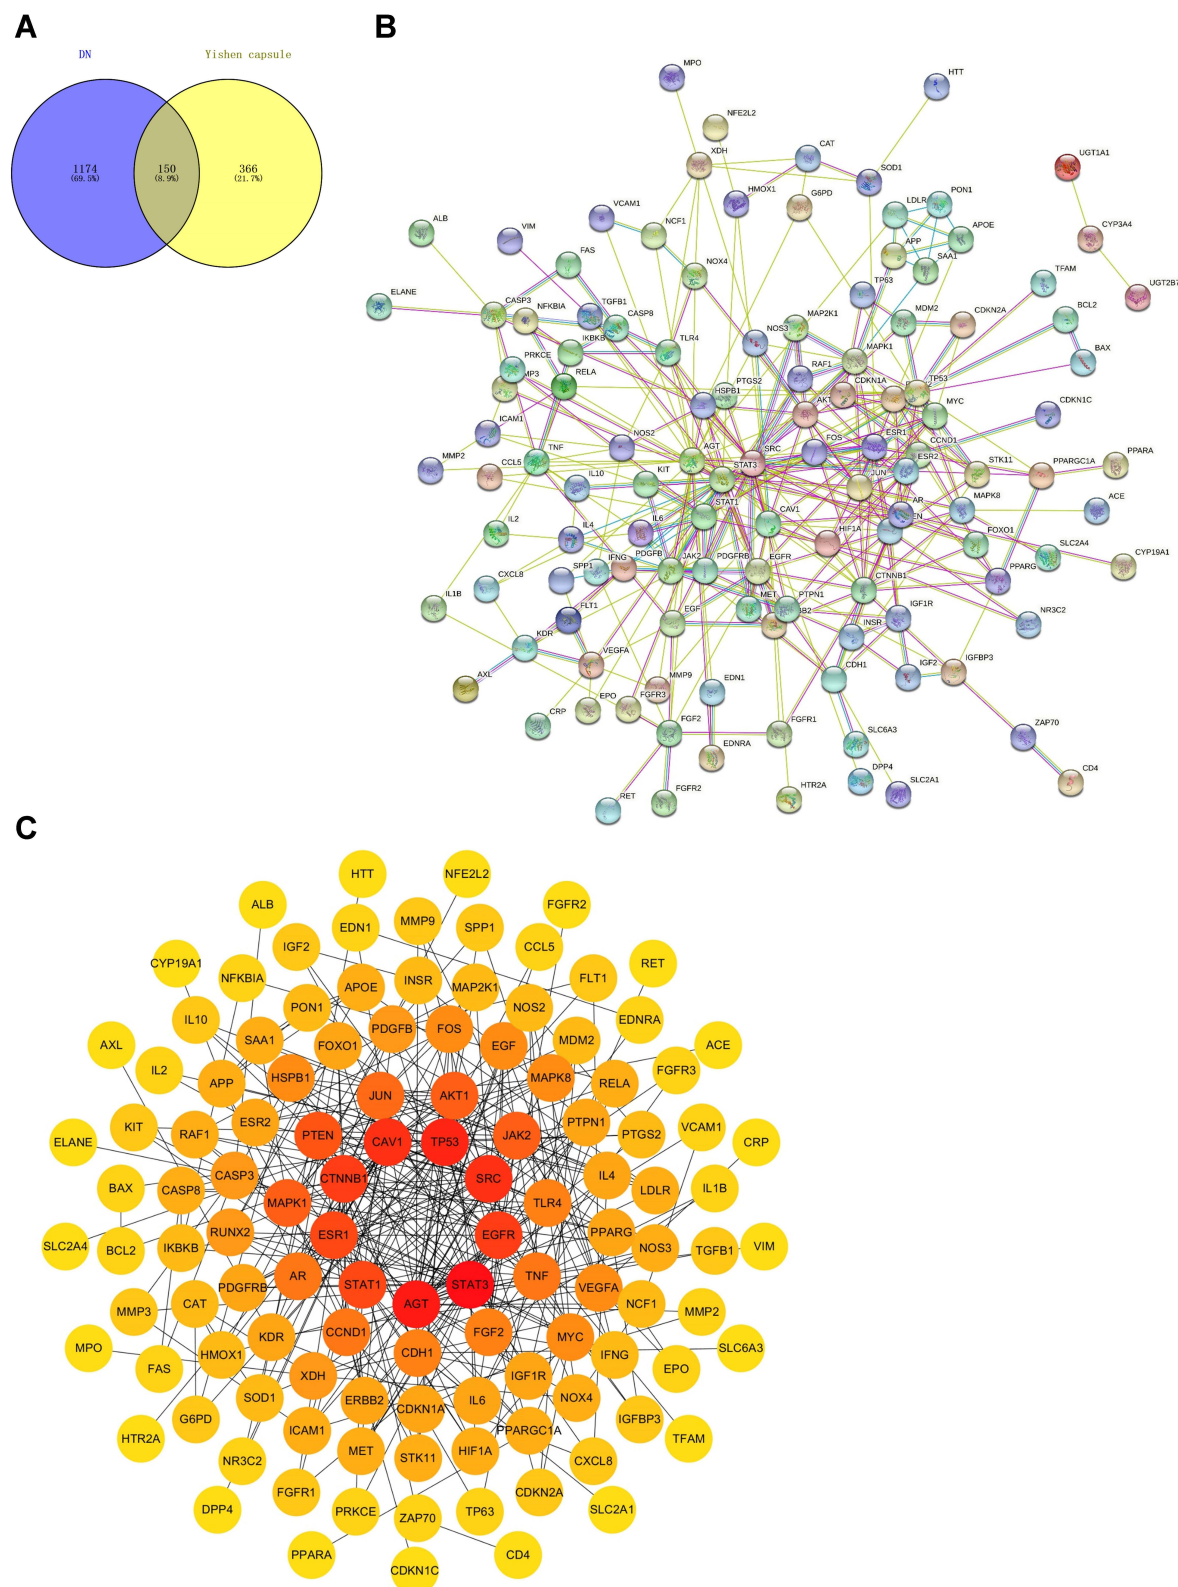 A
B
DN
Yishen capsule
1174
(69.5%)
150
(8.9%)
366
(21.7%)
MPO
HTT
NFE2L2
XDH
CAT
SOD1
UGT1A1
HMOX1
G6PD
LDLR
PON1
VCAM1
NCF1
APOE
CYP3A4
ALB
VIM
APP
SAA1
FAS
NOX4
TP63
TFAM
UGT2B7
ELANE
CASP3
NFKBIA
TGFB1
CASP8
MAP2K1
MDM2
CDKN2A
BCL2
NOS3
PRKCE
IKBKB
TLR4
RAF1
MAPK1
BAX
MP3
RELA
PTGS2
HSPB1
CDKN1A
TP53
ICAM1
AKT
MYC
CDKN1C
NOS2
AGT
SRC
FOS
ESR1
CCND1
MMP2
TNF
CCL5
IL10
KIT
STAT3
ESR2
JUN
STK11
PPARGC1A
PPARA
IL2
IL4
IL6
STAT1
CAV1
AR
EN
MAPK8
ACE
HIF1A
FOXO1
SLC2A4
CXCL8
SPP1
IFNG
PDGFB
JAK2
PDGFRB
EGFR
CYP19A1
IL1B
FLT1
MET
PTPN1
CTNNB1
PPARG
KDR
EGF
BB2
IGF1R
INSR
NR3C2
AXL
VEGFA
MMP9
CDH1
IGF2
IGFBP3
CRP
EPO
FGFR3
EDN1
FGF2
FGFR1
SLC6A3
ZAP70
EDNRA
DPP4
SLC2A1
CD4
RET
FGFR2
HTR2A
C
HTT
NFE2L2
ALB
FGFR2
EDN1
MMP9
SPP1
CYP19A1
IGF2
CCL5
RET
NFKBIA
APOE
INSR
MAP2K1
FLT1
IL10
PON1
NOS2
EDNRA
AXL
SAA1
FOXO1
PDGFB
FOS
EGF
MDM2
ACE
IL2
APP
HSPB1
MAPK8
RELA
FGFR3
JUN
AKT1
KIT
RAF1
ESR2
PTPN1
PTGS2
VCAM1
ELANE
PTEN
CAV1
TP53
JAK2
CRP
BAX
CASP8
CASP3
CTNNB1
SRC
IL4
LDLR
IL1B
MAPK1
TLR4
SLC2A4
BCL2
IKBKB
RUNX2
ESR1
EGFR
PPARG
NOS3
TGFB1
VIM
MMP3
CAT
PDGFRB
AR
STAT1
AGT
STAT3
TNF
VEGFA
NCF1
MMP2
MPO
FAS
HMOX1
KDR
CCND1
CDH1
FGF2
MYC
IFNG
EPO
SLC6A3
G6PD
SOD1
XDH
ERBB2
CDKN1A
IL6
IGF1R
NOX4
IGFBP3
HTR2A
NR3C2
ICAM1
MET
STK11
HIF1A
PPARGC1A
CXCL8
TFAM
DPP4
FGFR1
PRKCE
ZAP70
TP63
CDKN2A
SLC2A1
PPARA
CDKN1C
CD4